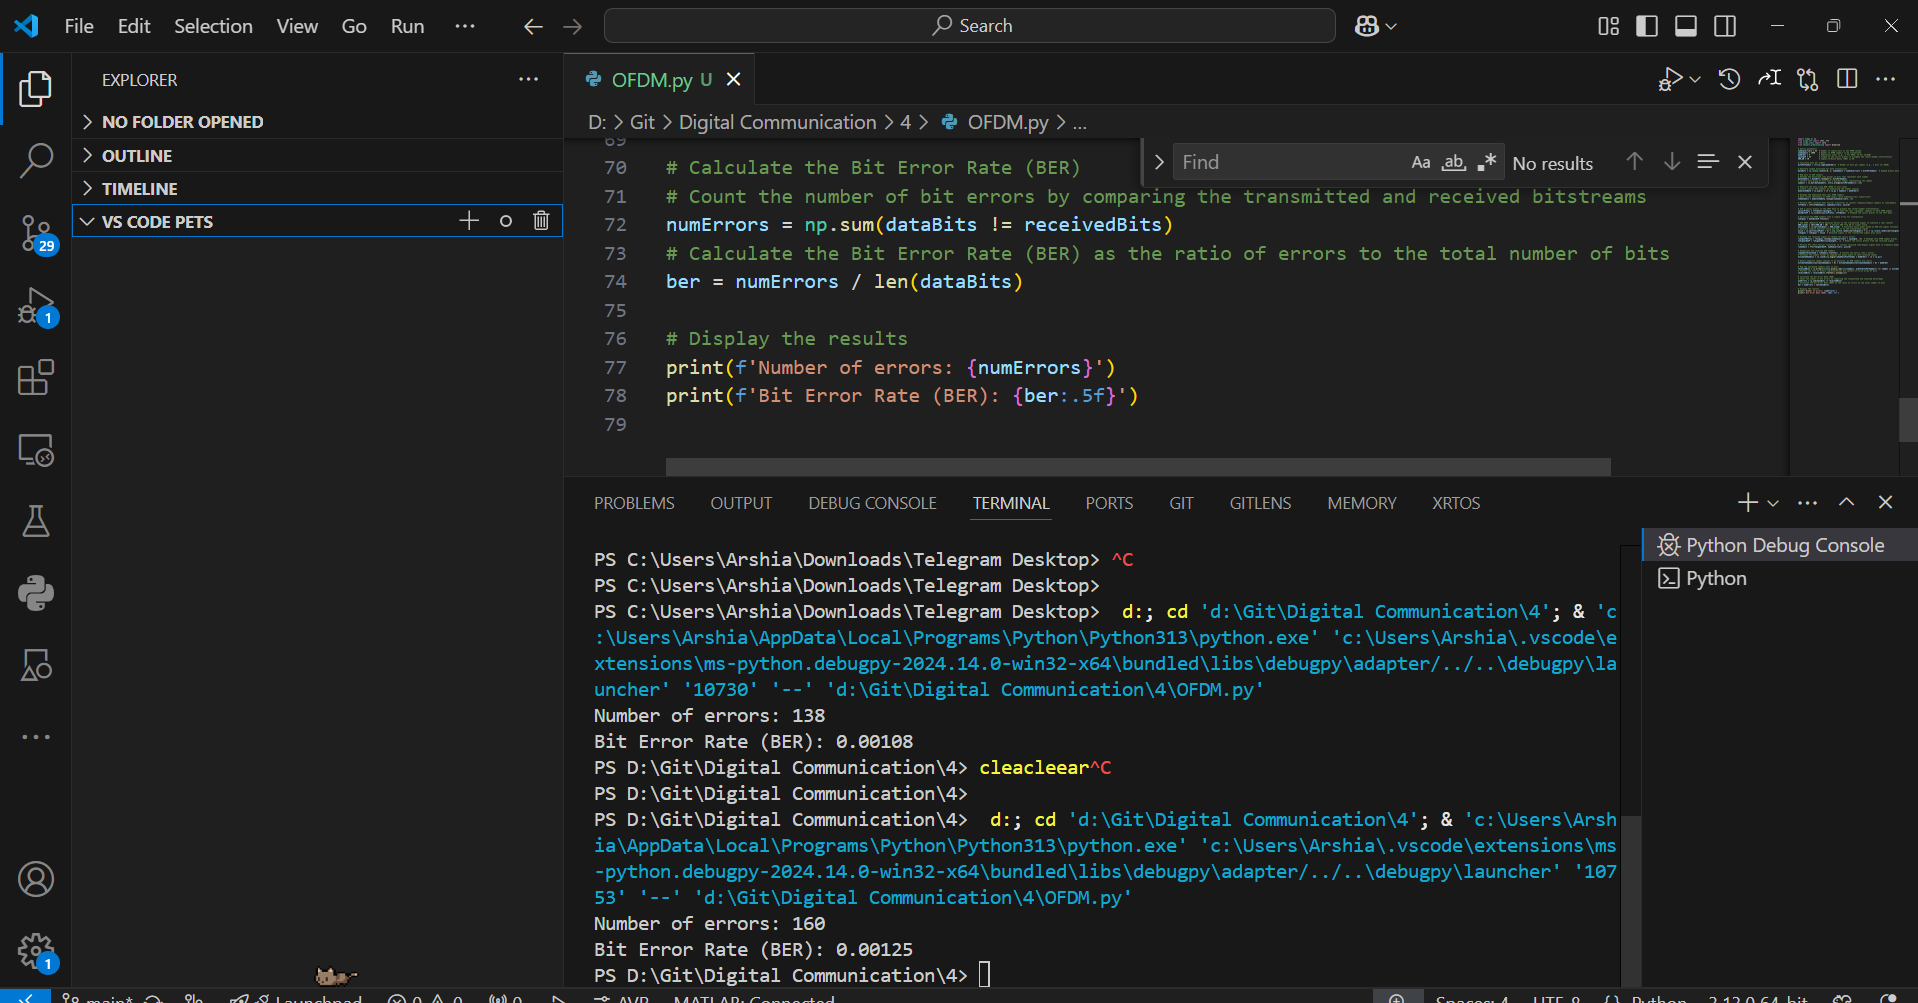 File Edit Selection View Go Run ··· Search
EXPLORER ···
NO FOLDER OPENED
OUTLINE
TIMELINE
VS CODE PETS
29
1
1
OFDM.py U
D: > Git > Digital Communication > 4 > OFDM.py > ...
Find Aa ab .* No results
69
70 # Calculate the Bit Error Rate (BER)
71 # Count the number of bit errors by comparing the transmitted and received bitstreams
72 numErrors = np.sum(dataBits != receivedBits)
73 # Calculate the Bit Error Rate (BER) as the ratio of errors to the total number of bits
74 ber = numErrors / len(dataBits)
75
76 # Display the results
77 print(f'Number of errors: {numErrors}')
78 print(f'Bit Error Rate (BER): {ber:.5f}')
79
PROBLEMS OUTPUT DEBUG CONSOLE TERMINAL PORTS GIT GITLENS MEMORY XRTOS
PS C:\Users\Arshia\Downloads\Telegram Desktop> ^C
PS C:\Users\Arshia\Downloads\Telegram Desktop>
PS C:\Users\Arshia\Downloads\Telegram Desktop>  d:; cd 'd:\Git\Digital Communication\4'; & 'c
:\Users\Arshia\AppData\Local\Programs\Python\Python313\python.exe' 'c:\Users\Arshia\.vscode\e
xtensions\ms-python.debugpy-2024.14.0-win32-x64\bundled\libs\debugpy\adapter/../..\debugpy\la
uncher' '10730' '--' 'd:\Git\Digital Communication\4\OFDM.py'
Number of errors: 138
Bit Error Rate (BER): 0.00108
PS D:\Git\Digital Communication\4> cleacleear^C
PS D:\Git\Digital Communication\4>
PS D:\Git\Digital Communication\4>  d:; cd 'd:\Git\Digital Communication\4'; & 'c:\Users\Arsh
ia\AppData\Local\Programs\Python\Python313\python.exe' 'c:\Users\Arshia\.vscode\extensions\ms
-python.debugpy-2024.14.0-win32-x64\bundled\libs\debugpy\adapter/../..\debugpy\launcher' '107
53' '--' 'd:\Git\Digital Communication\4\OFDM.py'
Number of errors: 160
Bit Error Rate (BER): 0.00125
PS D:\Git\Digital Communication\4>
Python Debug Console
Python
main* Launchpad 0 0 0 AVR MATLAB: Connected Spaces: 4 UTF-8 {} Python 3.13.0 64-bit